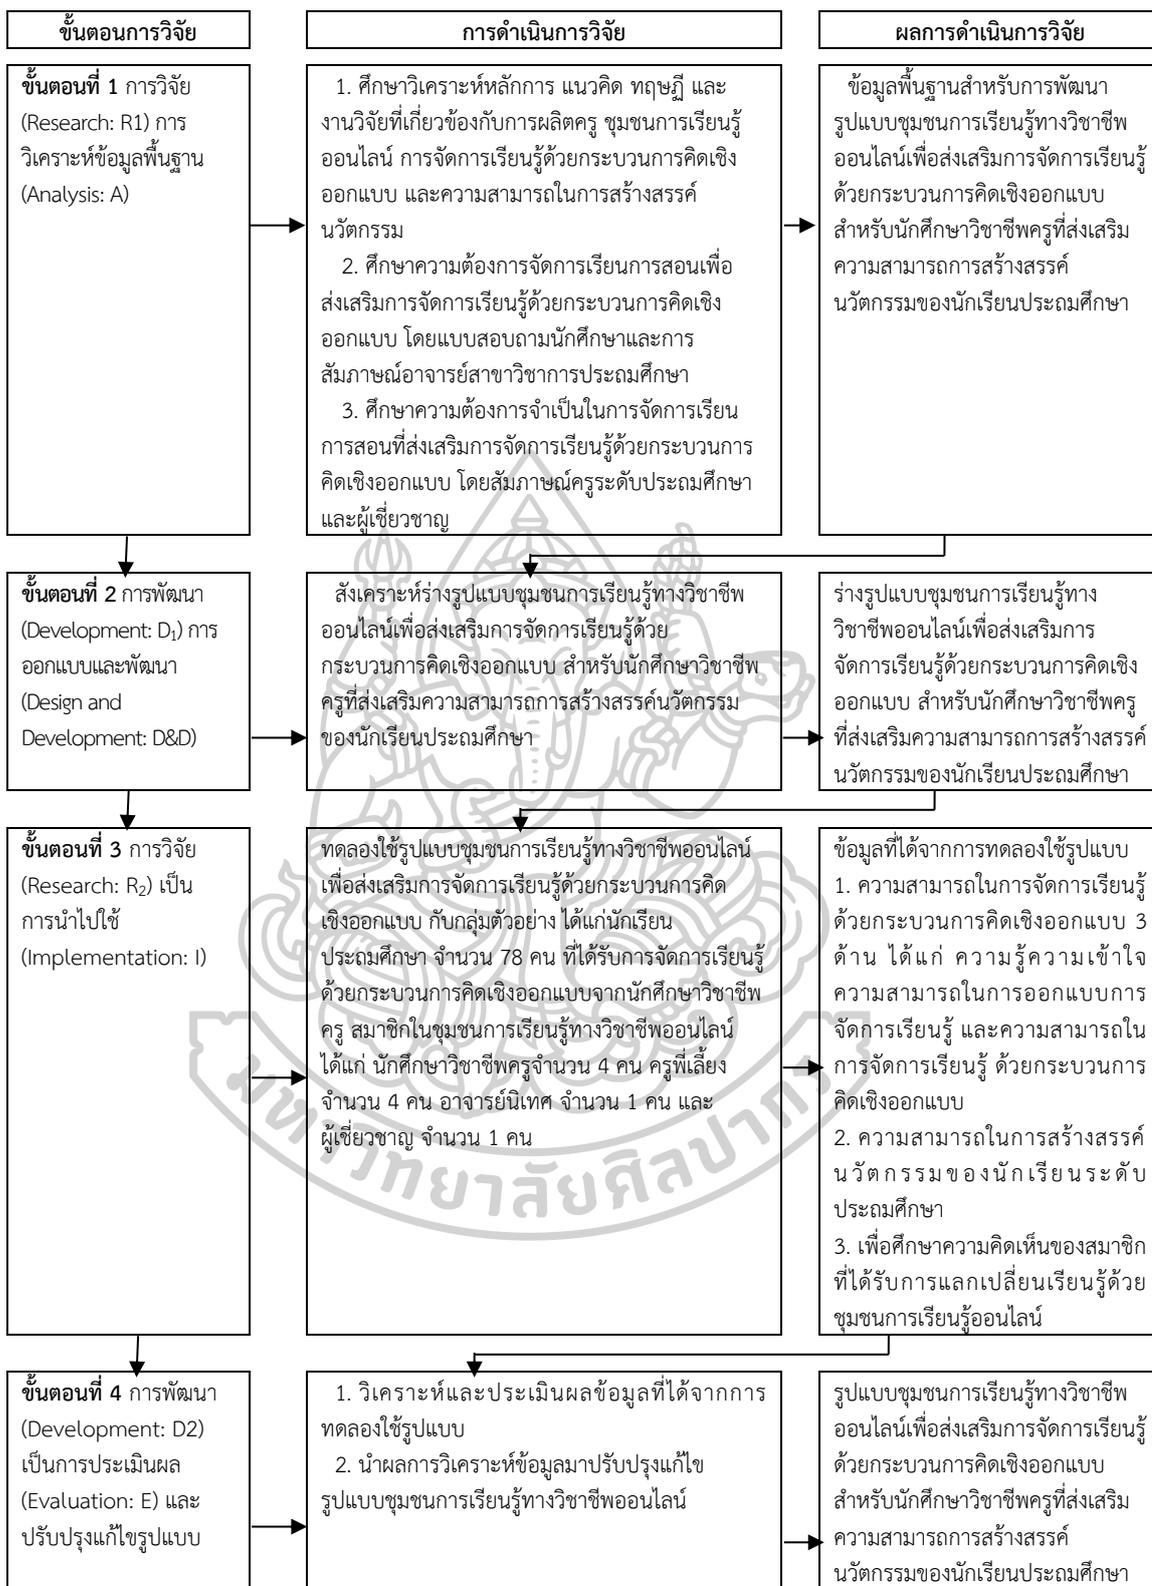 ขั้นตอนการวิจัย
การดำเนินการวิจัย
ผลการดำเนินการวิจัย
ขั้นตอนที่ 1 การวิจัย
(Research: R1) การ
วิเคราะห์ข้อมูลพื้นฐาน
(Analysis: A)
1. ศึกษาวิเคราะห์หลักการ แนวคิด ทฤษฎี และ
งานวิจัยที่เกี่ยวข้องกับการผลิตครู ชุมชนการเรียนรู้
ออนไลน์ การจัดการเรียนรู้ด้วยกระบวนการคิดเชิง
ออกแบบ และความสามารถในการสร้างสรรค์
นวัตกรรม
2. ศึกษาความต้องการจัดการเรียนการสอนเพื่อ
ส่งเสริมการจัดการเรียนรู้ด้วยกระบวนการคิดเชิง
ออกแบบ โดยแบบสอบถามนักศึกษาและการ
สัมภาษณ์อาจารย์สาขาวิชาการประถมศึกษา
3. ศึกษาความต้องการจำเป็นในการจัดการเรียน
การสอนที่ส่งเสริมการจัดการเรียนรู้ด้วยกระบวนการ
คิดเชิงออกแบบ โดยสัมภาษณ์ครูระดับประถมศึกษา
และผู้เชี่ยวชาญ
ข้อมูลพื้นฐานสำหรับการพัฒนา
รูปแบบชุมชนการเรียนรู้ทางวิชาชีพ
ออนไลน์เพื่อส่งเสริมการจัดการเรียนรู้
ด้วยกระบวนการคิดเชิงออกแบบ
สำหรับนักศึกษาวิชาชีพครูที่ส่งเสริม
ความสามารถการสร้างสรรค์
นวัตกรรมของนักเรียนประถมศึกษา
ขั้นตอนที่ 2 การพัฒนา
(Development: D₁) การ
ออกแบบและพัฒนา
(Design and
Development: D&D)
สังเคราะห์ร่างรูปแบบชุมชนการเรียนรู้ทางวิชาชีพ
ออนไลน์เพื่อส่งเสริมการจัดการเรียนรู้ด้วย
กระบวนการคิดเชิงออกแบบ สำหรับนักศึกษาวิชาชีพ
ครูที่ส่งเสริมความสามารถการสร้างสรรค์นวัตกรรม
ของนักเรียนประถมศึกษา
ร่างรูปแบบชุมชนการเรียนรู้ทาง
วิชาชีพออนไลน์เพื่อส่งเสริมการ
จัดการเรียนรู้ด้วยกระบวนการคิดเชิง
ออกแบบ สำหรับนักศึกษาวิชาชีพครู
ที่ส่งเสริมความสามารถการสร้างสรรค์
นวัตกรรมของนักเรียนประถมศึกษา
ขั้นตอนที่ 3 การวิจัย
(Research: R₂) เป็น
การนำไปใช้
(Implementation: I)
ทดลองใช้รูปแบบชุมชนการเรียนรู้ทางวิชาชีพออนไลน์
เพื่อส่งเสริมการจัดการเรียนรู้ด้วยกระบวนการคิด
เชิงออกแบบ กับกลุ่มตัวอย่าง ได้แก่นักเรียน
ประถมศึกษา จำนวน 78 คน ที่ได้รับการจัดการเรียนรู้
ด้วยกระบวนการคิดเชิงออกแบบจากนักศึกษาวิชาชีพ
ครู สมาชิกในชุมชนการเรียนรู้ทางวิชาชีพออนไลน์
ได้แก่ นักศึกษาวิชาชีพครูจำนวน 4 คน ครูพี่เลี้ยง
จำนวน 4 คน อาจารย์นิเทศ จำนวน 1 คน และ
ผู้เชี่ยวชาญ จำนวน 1 คน
ข้อมูลที่ได้จากการทดลองใช้รูปแบบ
1. ความสามารถในการจัดการเรียนรู้
ด้วยกระบวนการคิดเชิงออกแบบ 3
ด้าน ได้แก่ ความรู้ความเข้าใจ
ความสามารถในการออกแบบการ
จัดการเรียนรู้ และความสามารถใน
การจัดการเรียนรู้ ด้วยกระบวนการ
คิดเชิงออกแบบ
2. ความสามารถในการสร้างสรรค์
นวัตกรรมของนักเรียนระดับ
ประถมศึกษา
3. เพื่อศึกษาความคิดเห็นของสมาชิก
ที่ได้รับการแลกเปลี่ยนเรียนรู้ด้วย
ชุมชนการเรียนรู้ออนไลน์
มหาวิทยาลัยศิลปากร
ขั้นตอนที่ 4 การพัฒนา
(Development: D2)
เป็นการประเมินผล
(Evaluation: E) และ
ปรับปรุงแก้ไขรูปแบบ
1. วิเคราะห์และประเมินผลข้อมูลที่ได้จากการ
ทดลองใช้รูปแบบ
2. นำผลการวิเคราะห์ข้อมูลมาปรับปรุงแก้ไข
รูปแบบชุมชนการเรียนรู้ทางวิชาชีพออนไลน์
รูปแบบชุมชนการเรียนรู้ทางวิชาชีพ
ออนไลน์เพื่อส่งเสริมการจัดการเรียนรู้
ด้วยกระบวนการคิดเชิงออกแบบ
สำหรับนักศึกษาวิชาชีพครูที่ส่งเสริม
ความสามารถการสร้างสรรค์
นวัตกรรมของนักเรียนประถมศึกษา